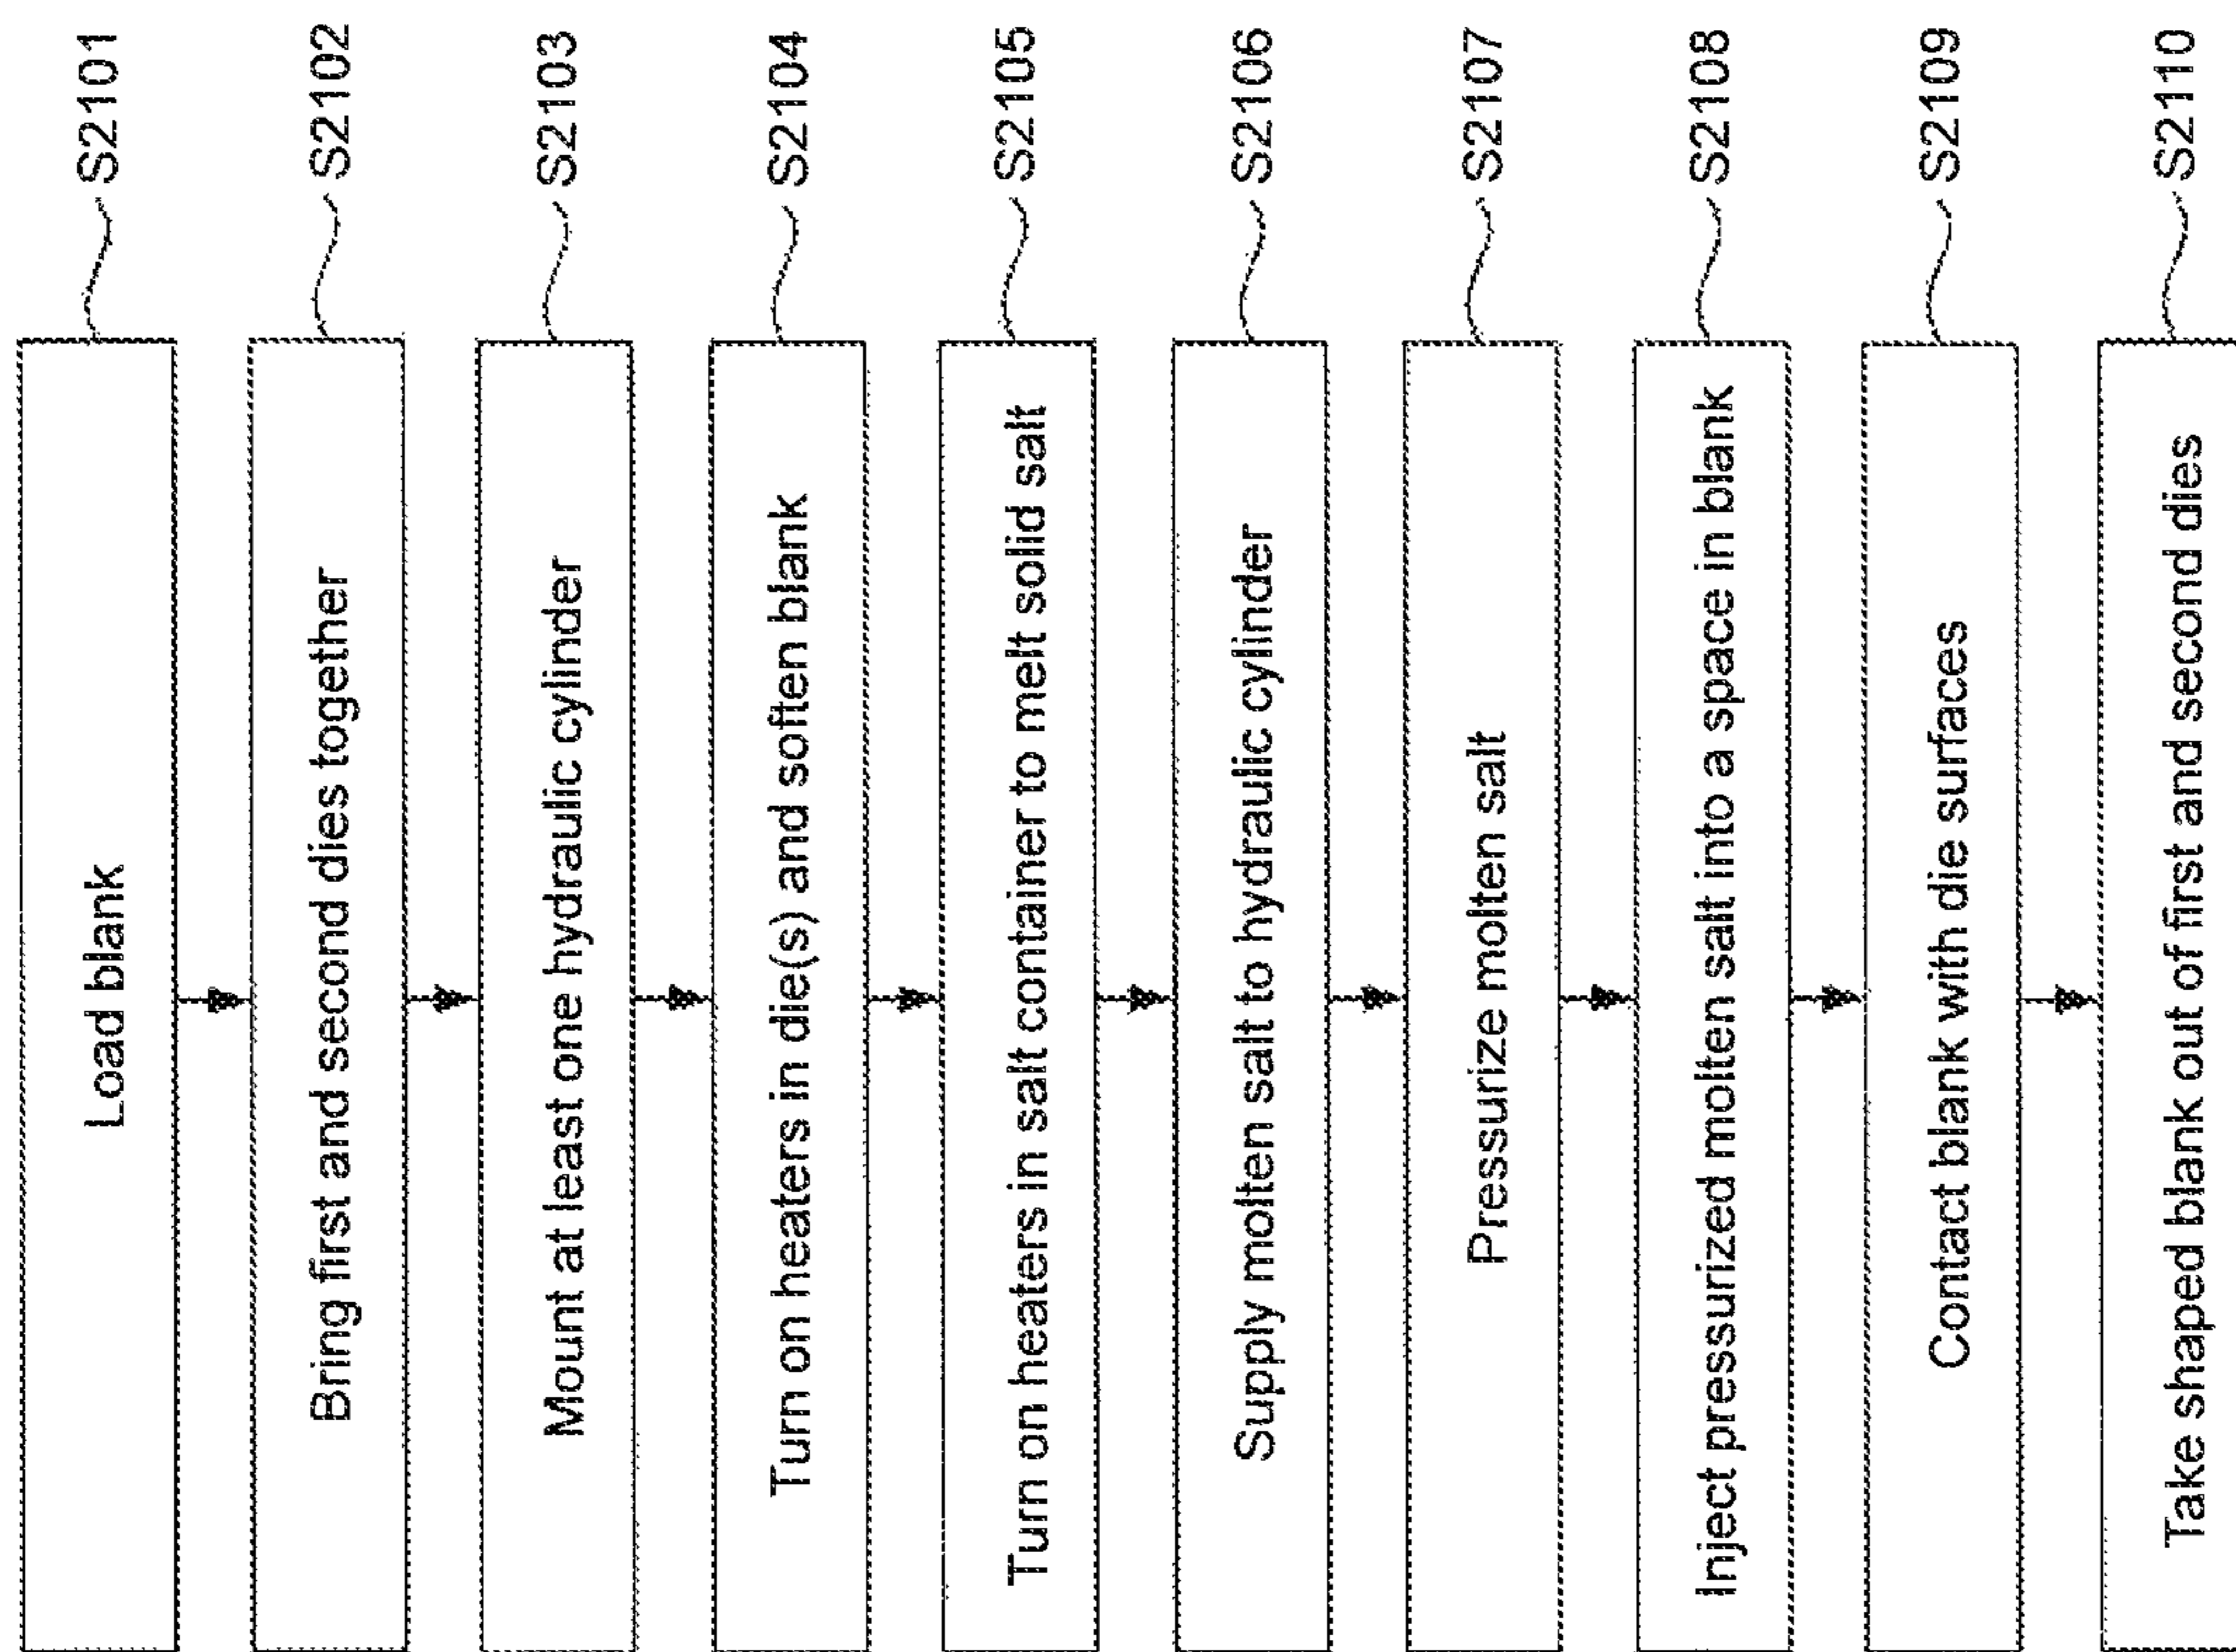 Load blank
S2101
Bring first and second dies together
S2102
Mount at least one hydraulic cylinder
S2103
Turn on heaters in die(s) and soften blank
S2104
Turn on heaters in salt container to melt solid salt
S2105
Supply molten salt to hydraulic cylinder
S2106
Pressurize molten salt
S2107
Inject pressurized molten salt into a space in blank
S2108
Contact blank with die surfaces
S2109
Take shaped blank out of first and second dies
S2110